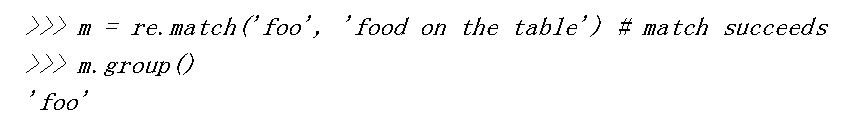 >>> m = re.match('foo', 'food on the table') # match succeeds
>>> m.group()
'foo'